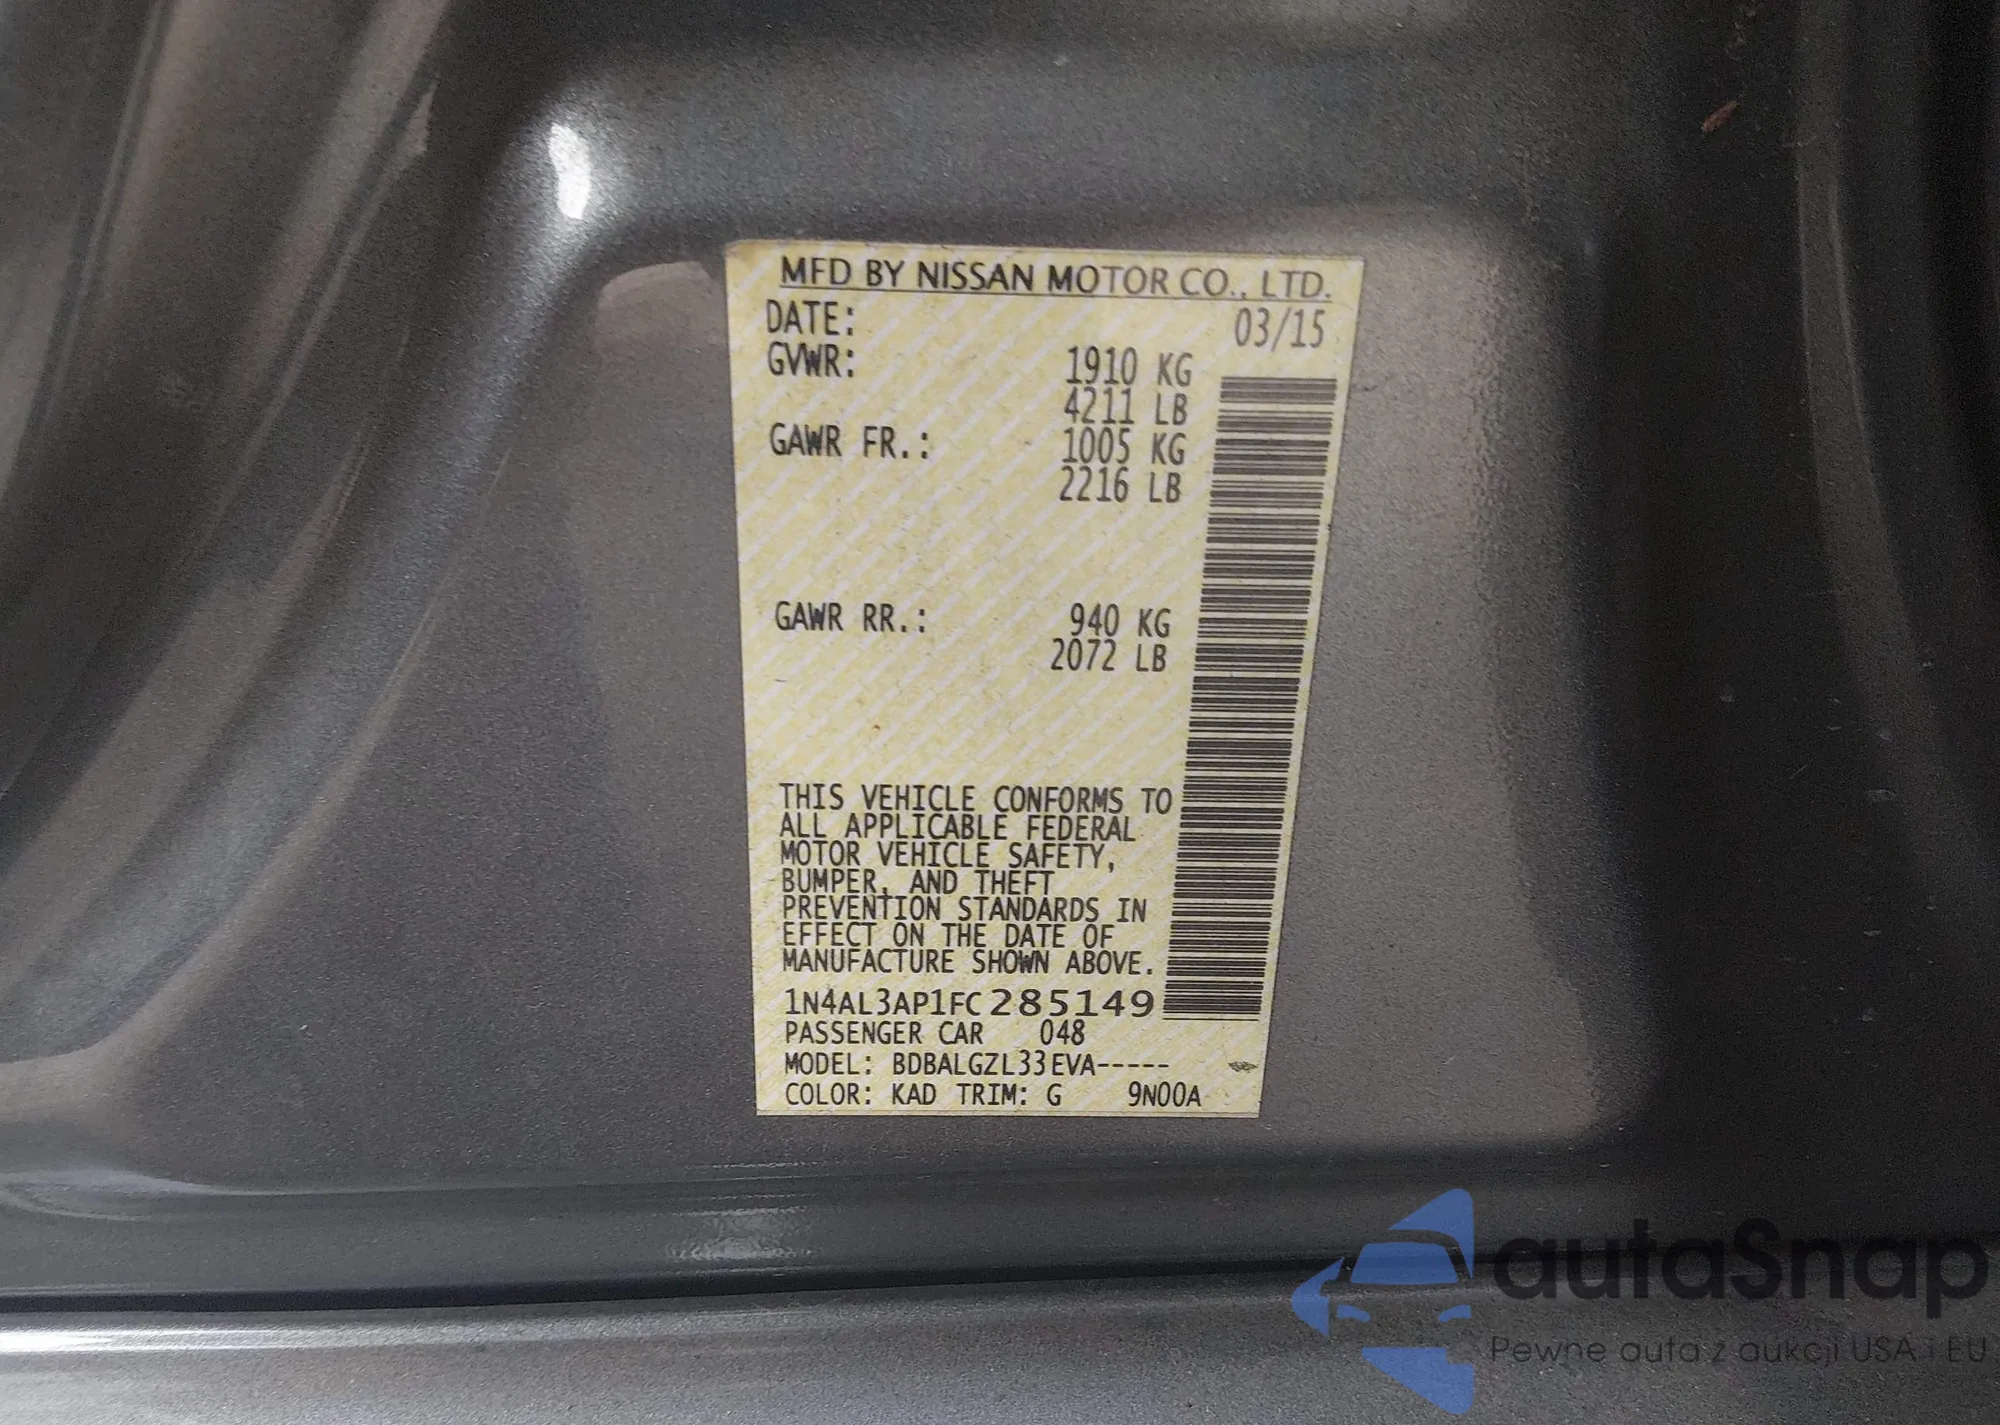 MFD BY NISSAN MOTOR CO., LTD.
DATE: 03/15
GVWR: 1910 KG
4211 LB
GAWR FR.: 1005 KG
2216 LB
GAWR RR.: 940 KG
2072 LB
THIS VEHICLE CONFORMS TO
ALL APPLICABLE FEDERAL
MOTOR VEHICLE SAFETY,
BUMPER, AND THEFT
PREVENTION STANDARDS IN
EFFECT ON THE DATE OF
MANUFACTURE SHOWN ABOVE.
1N4AL3AP1FC285149
PASSENGER CAR 048
MODEL: BDBALGZL33EVA-----
COLOR: KAD TRIM: G 9N00A
autaSnap
Pewne auta z aukcji USA i EU